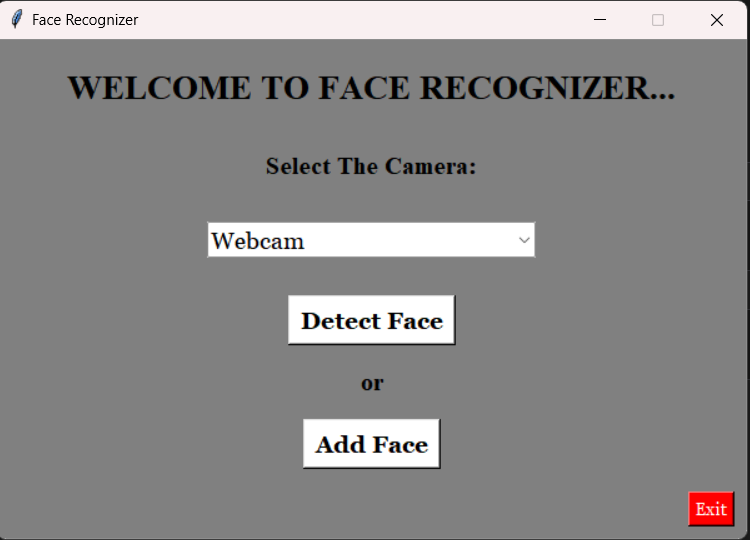 Face Recognizer
WELCOME TO FACE RECOGNIZER...
Select The Camera:
Webcam
Detect Face
or
Add Face
Exit